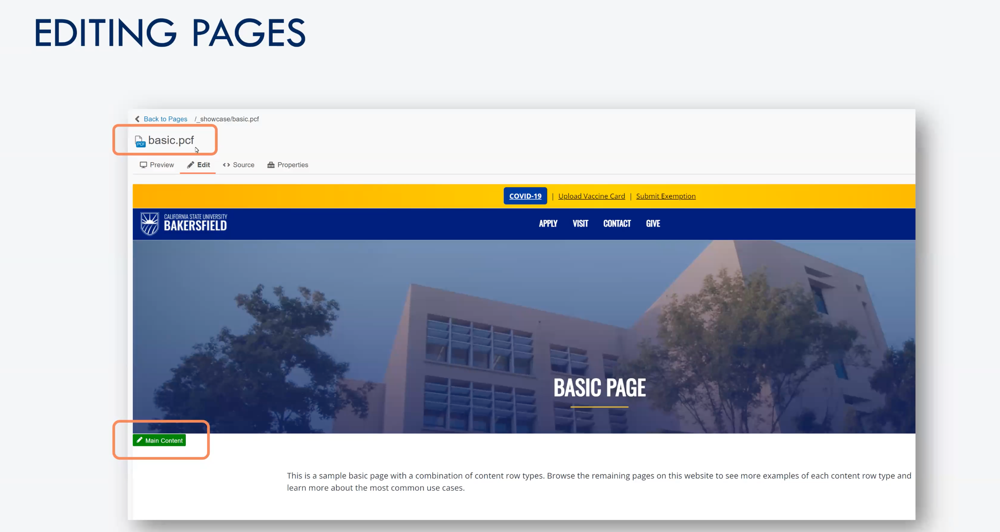 EDITING PAGES
Back to Pages /_showcase/basic.pcf
PCF basic.pcf
Preview Edit Source Properties
COVID-19 | Upload Vaccine Card | Submit Exemption
CALIFORNIA STATE UNIVERSITY
BAKERSFIELD
APPLY VISIT CONTACT GIVE
BASIC PAGE
Main Content
This is a sample basic page with a combination of content row types. Browse the remaining pages on this website to see more examples of each content row type and
learn more about the most common use cases.